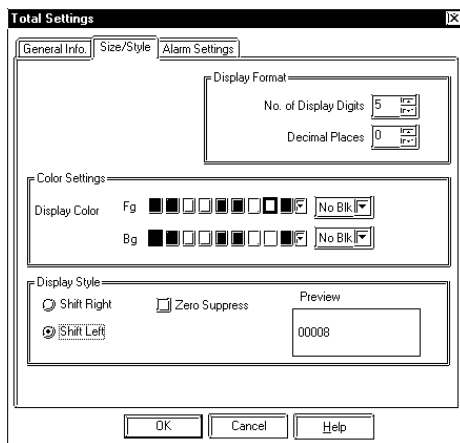 Total Settings
General Info. Size/Style Alarm Settings
Display Format
No. of Display Digits 5
Decimal Places 0
Color Settings
Display Color Fg No Blk
Bg No Blk
Display Style
Shift Right Zero Suppress Preview
Shift Left 00008
OK Cancel Help